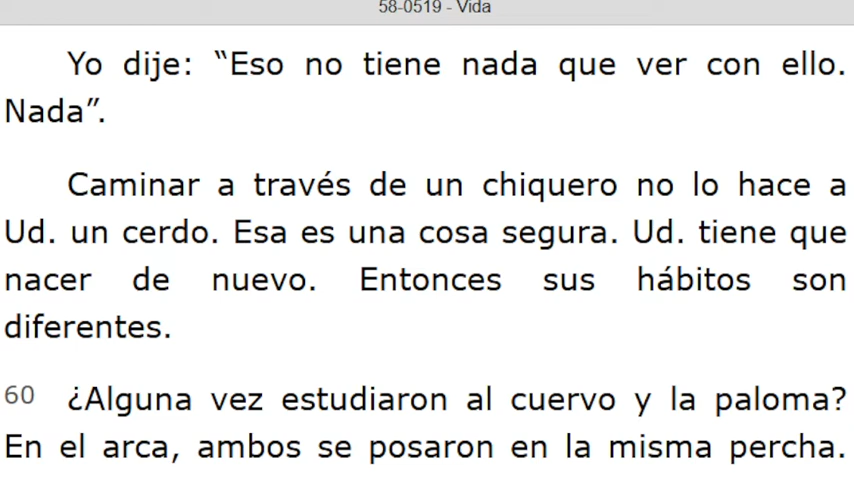 58-0519 - Vida
Yo dije: “Eso no tiene nada que ver con ello.
Nada”.
Caminar a través de un chiquero no lo hace a
Ud. un cerdo. Esa es una cosa segura. Ud. tiene que
nacer de nuevo. Entonces sus hábitos son
diferentes.
60 ¿Alguna vez estudiaron al cuervo y la paloma?
En el arca, ambos se posaron en la misma percha.